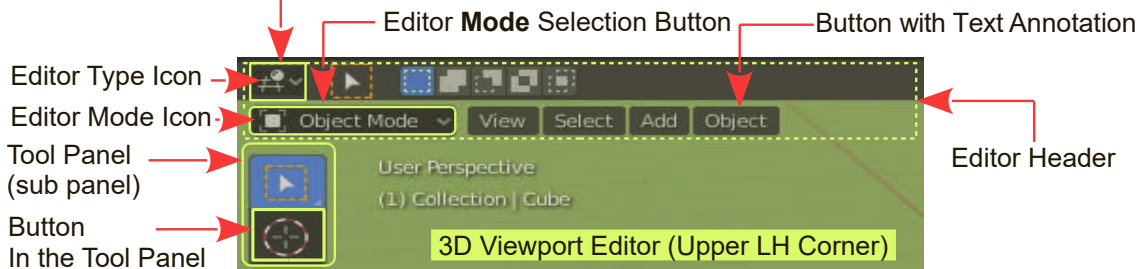 Editor Mode Selection Button
Button with Text Annotation
Editor Type Icon
Editor Mode Icon
Object Mode
View
Select
Add
Object
Tool Panel
(sub panel)
User Perspective
(1) Collection | Cube
Editor Header
Button
In the Tool Panel
3D Viewport Editor (Upper LH Corner)